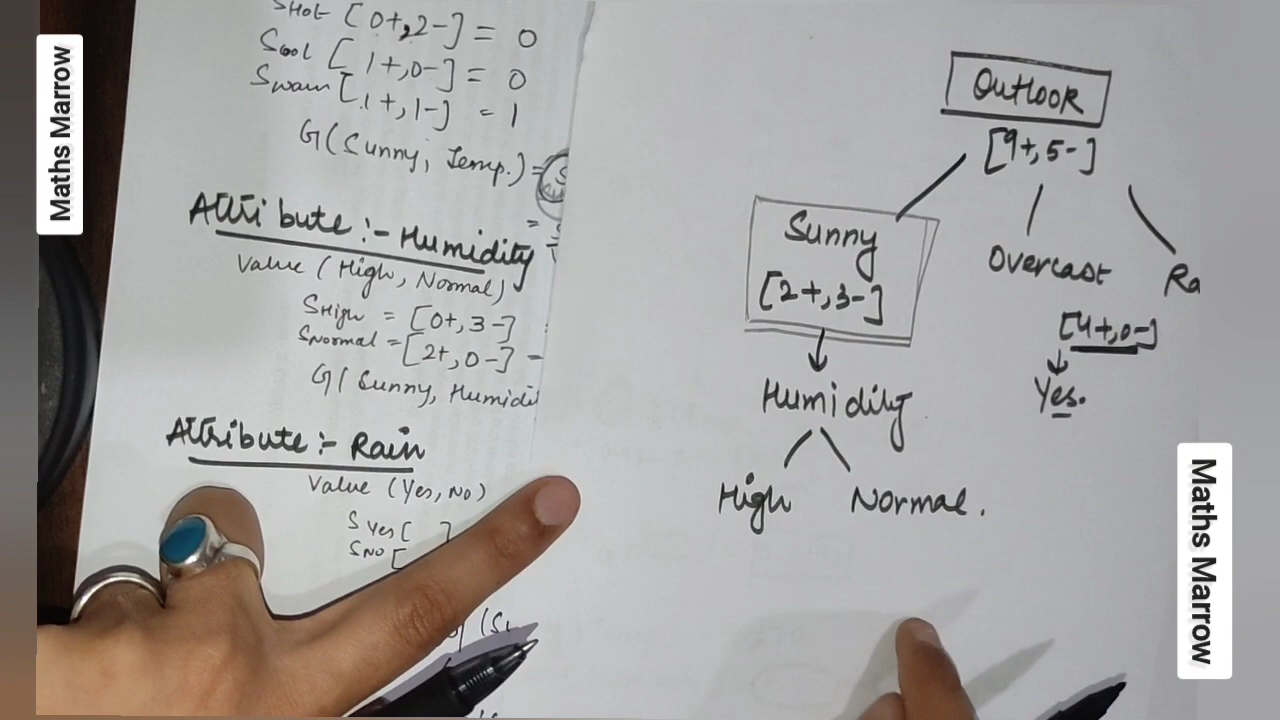 Maths Marrow
SHot [0+,2-] = 0
Scool [1+,0-] = 0
Swarm [1+,1-] = 1
G(Sunny, Temp.) =
Attribute :- Humidity
Value (High, Normal)
SHigh = [0+, 3-]
SNormal = [2+, 0-] -
G( Sunny, Humidi
Attribute :- Rain
Value (Yes, No)
S Yes [ ]
SNO [
Outlook
[9+, 5-]
Sunny
[2+, 3-]
Overcast
Ra
[4+,0-]
Yes.
Humidity
High Normal.
Maths Marrow